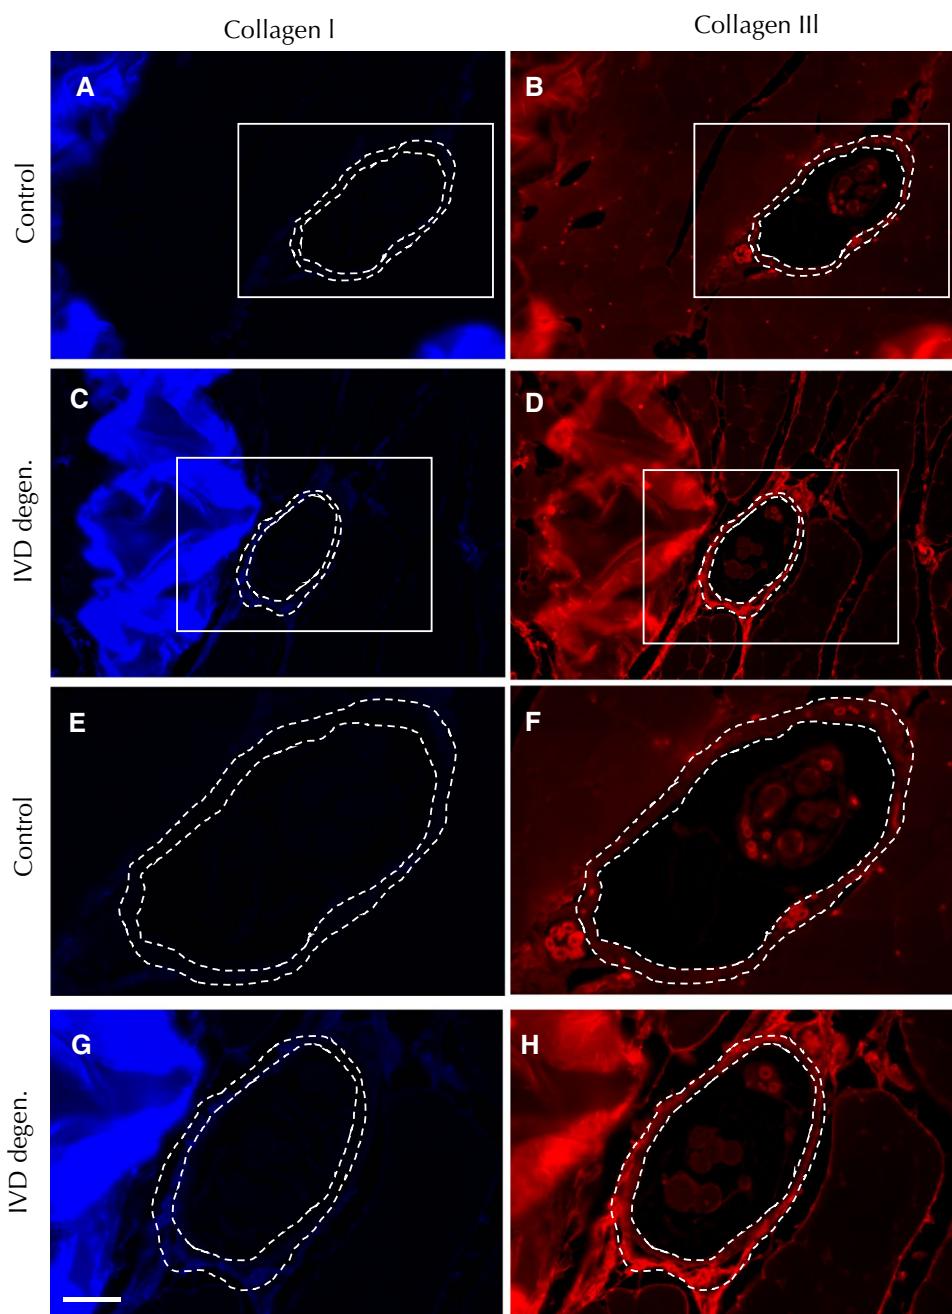 Collagen I
Collagen III
Control
A
B
IVD degen.
C
D
Control
E
F
IVD degen.
G
H